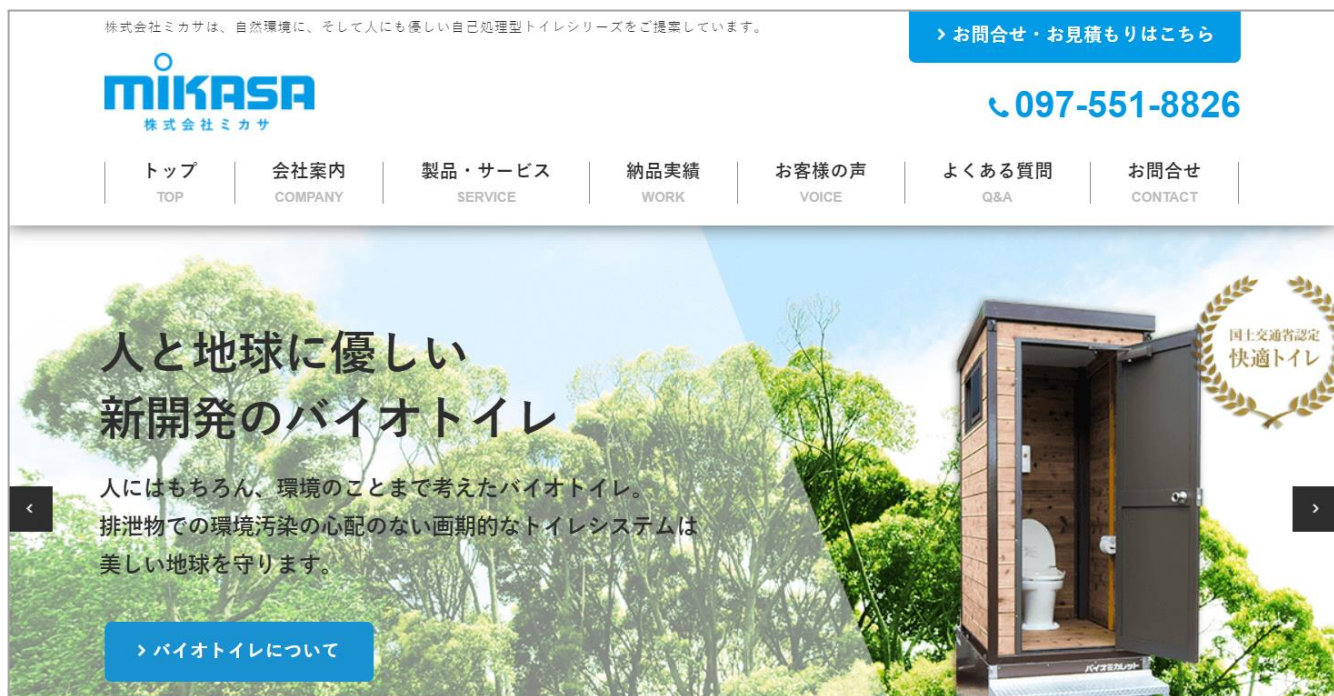 株式会社ミカサは、自然環境に、そして人にも優しい自己処理型トイレシリーズをご提案しています。
お問合せ・お見積もりはこちら
MIKASA
株式会社ミカサ
097-551-8826
トップ 会社案内 製品・サービス 納品実績 お客様の声 よくある質問 お問合せ
TOP COMPANY SERVICE WORK VOICE Q&A CONTACT
人と地球に優しい
新開発のバイオトイレ
国土交通省認定
快適トイレ
人にはもちろん、環境のことまで考えたバイオトイレ。
排泄物での環境汚染の心配のない画期的なトイレシステムは
美しい地球を守ります。
バイオトイレについて
バイオミカレット